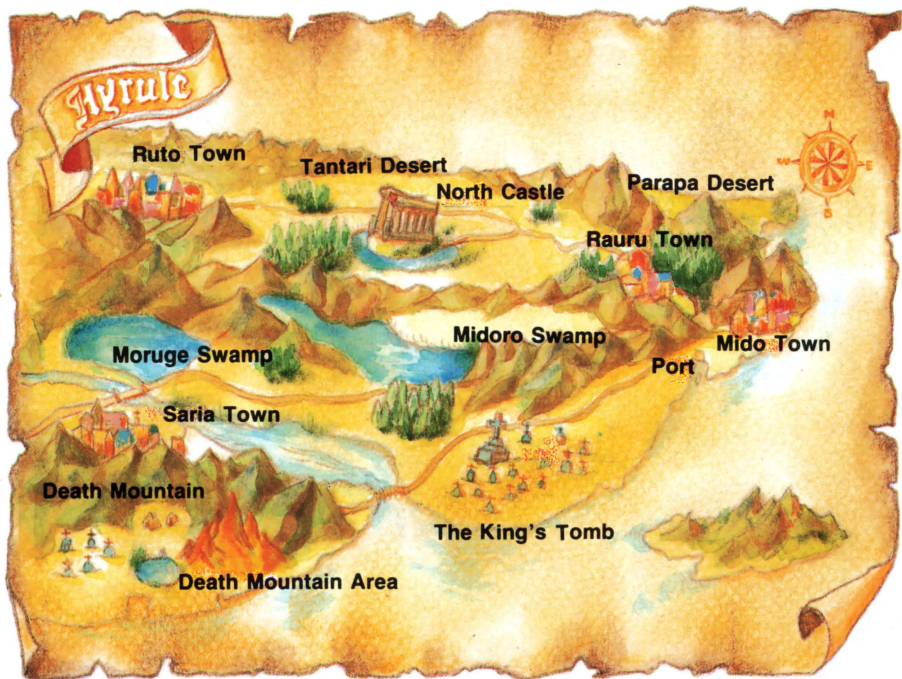 Hyrule
Ruto Town
Tantari Desert
North Castle
Parapa Desert
N
W
E
S
Rauru Town
Moruge Swamp
Midoro Swamp
Mido Town
Port
Saria Town
Death Mountain
The King's Tomb
Death Mountain Area